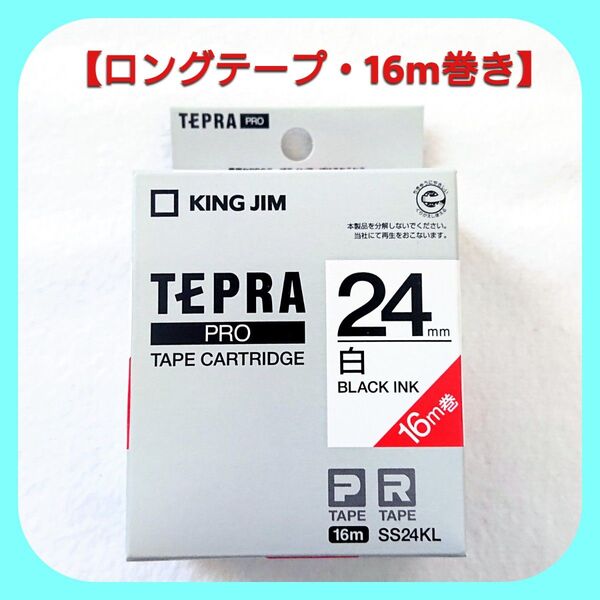 【ロングテープ・16m巻き】
TEPRA PRO
KING JIM
本製品を分解しないでください。
当社にて再生をおこないます。
TEPRA
PRO
TAPE CARTRIDGE
24mm
白
BLACK INK
16m巻
P R
TAPE TAPE
16m SS24KL